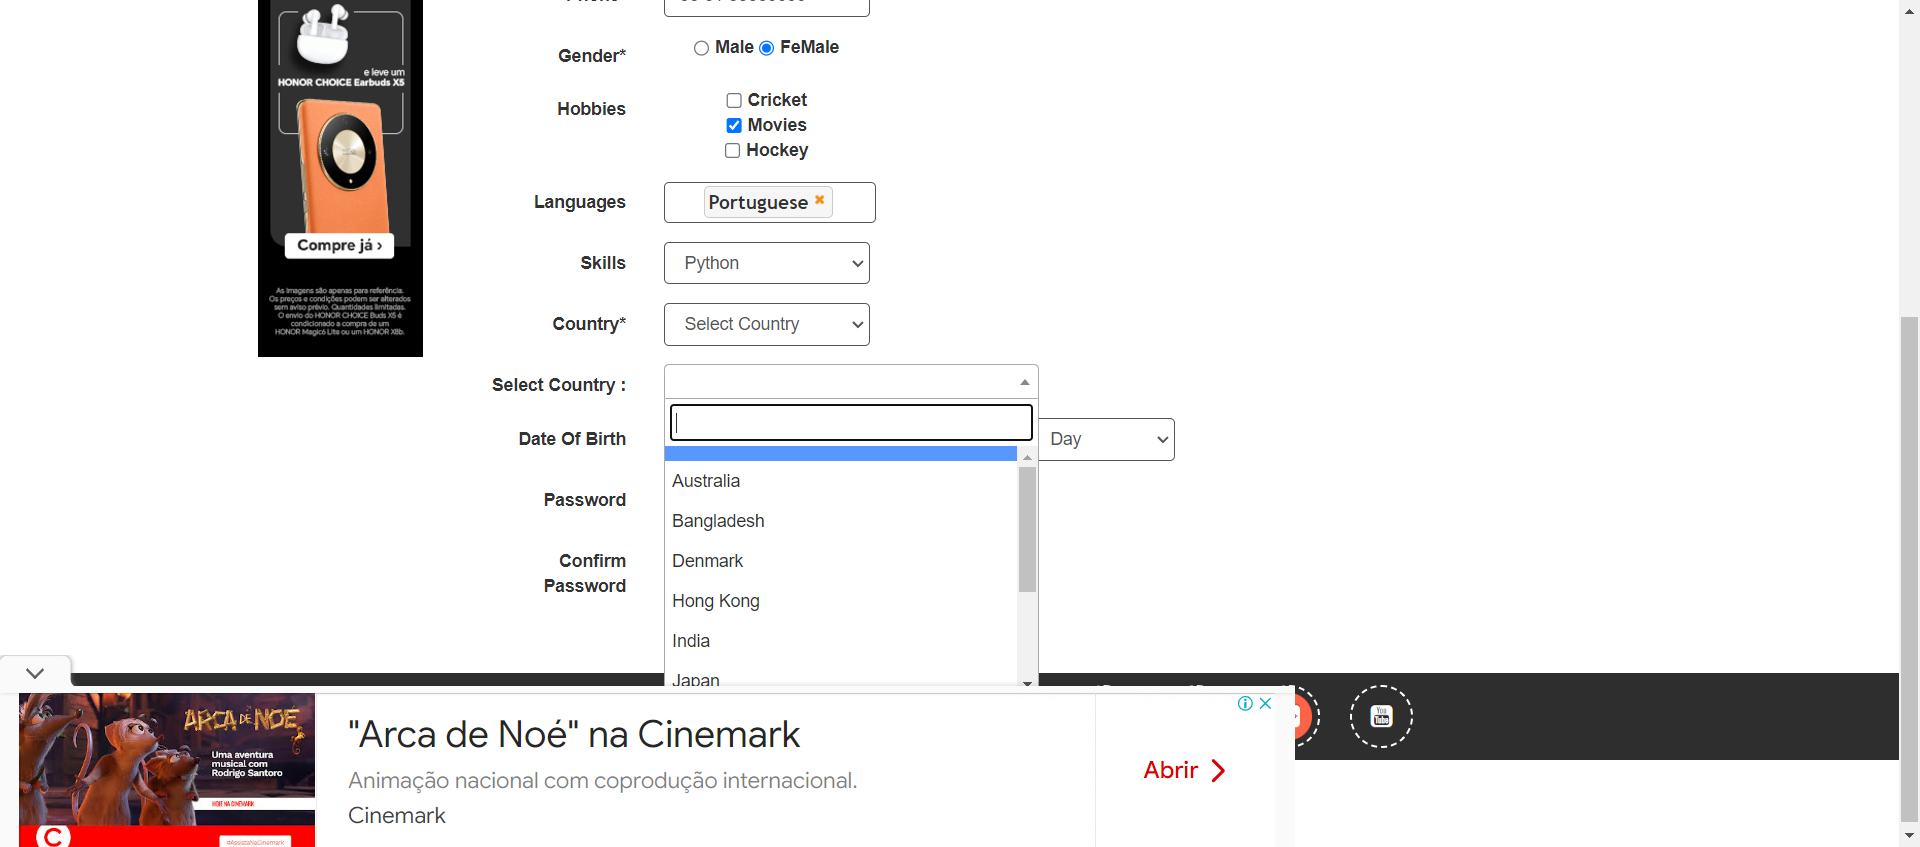 e leve um
HONOR CHOICE Earbuds X5
Compre já ›
As imagens são apenas para referência.
Os preços e condições podem ser alterados
sem aviso prévio. Quantidades limitadas.
O envio do HONOR CHOICE Buds X5 é
condicionado a compra de um
HONOR Magic6 Lite ou um HONOR X8b.
Gender*
Male FeMale
Hobbies
Cricket
Movies
Hockey
Languages
Portuguese
Skills
Python
Country*
Select Country
Select Country :
Date Of Birth
Day
Australia
Bangladesh
Password
Denmark
Confirm
Password
Hong Kong
India
Japan
ARCA DE NOÉ
Uma aventura
musical com
Rodrigo Santoro
HOJE NA CINEMARK
#AssistaNaCinemark
"Arca de Noé" na Cinemark
Animação nacional com coprodução internacional.
Cinemark
Abrir
You
Tube